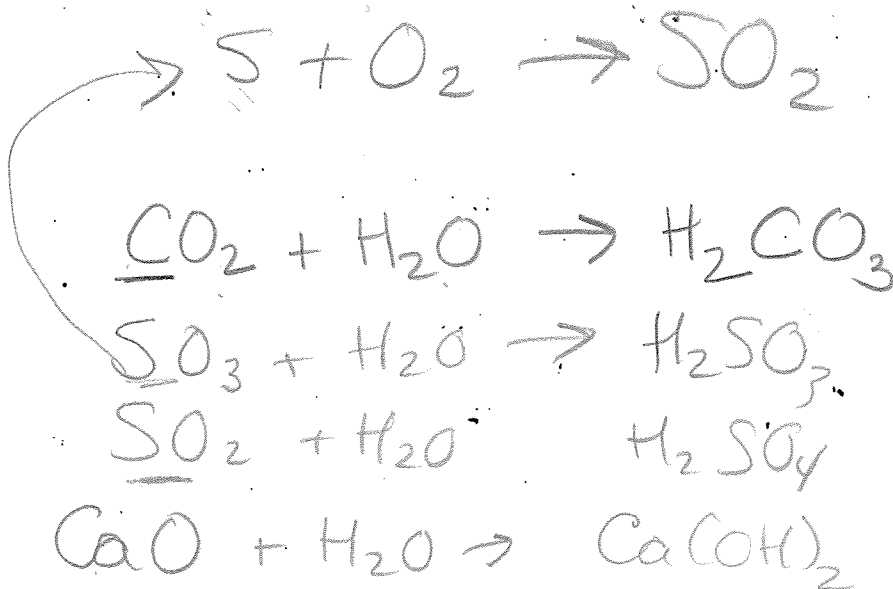 S + O₂ → SO₂
CO₂ + H₂O → H₂CO₃
SO₃ + H₂O → H₂SO₃
SO₂ + H₂O H₂SO₄
CaO + H₂O → Ca(OH)₂